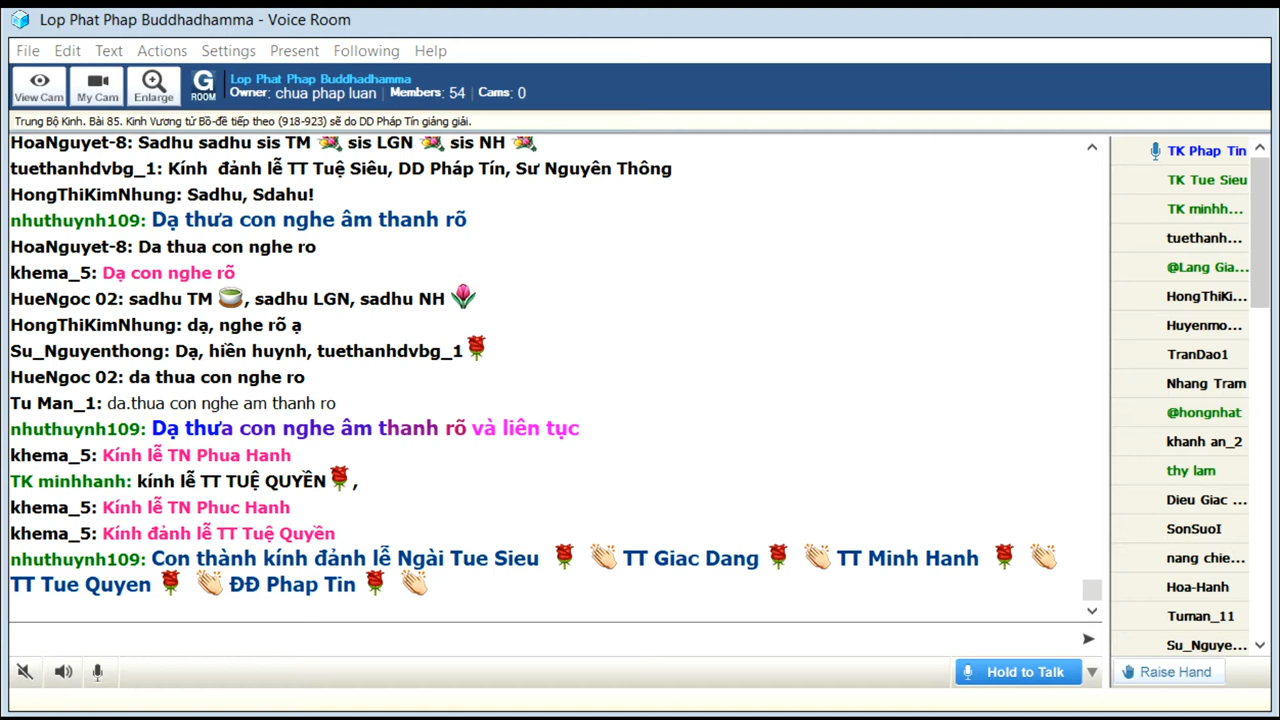 Lop Phat Phap Buddhadhamma - Voice Room
File Edit Text Actions Settings Present Following Help
View Cam My Cam Enlarge G ROOM Lop Phat Phap Buddhadhamma
Owner: chua phap luan Members: 54 Cams: 0
Trung Bộ Kinh. Bài 85. Kinh Vương tử Bồ-đề tiếp theo (918-923) sẽ do DD Pháp Tín giảng giải.
HoaNguyet-8: Sadhu sadhu sis TM sis LGN sis NH
tuethanhdvbg_1: Kính đảnh lễ TT Tuệ Siêu, DD Pháp Tín, Sư Nguyên Thông
HongThiKimNhung: Sadhu, Sdahu!
nhuthuynh109: Dạ thưa con nghe âm thanh rõ
HoaNguyet-8: Da thua con nghe ro
khema_5: Dạ con nghe rõ
HueNgoc 02: sadhu TM , sadhu LGN, sadhu NH
HongThiKimNhung: dạ, nghe rõ ạ
Su_Nguyenthong: Dạ, hiền huynh, tuethanhdvbg_1
HueNgoc 02: da thua con nghe ro
Tu Man_1: da.thua con nghe am thanh ro
nhuthuynh109: Dạ thưa con nghe âm thanh rõ và liên tục
khema_5: Kính lễ TN Phua Hanh
TK minhhanh: kính lễ TT TUỆ QUYỀN ,
khema_5: Kính lễ TN Phuc Hanh
khema_5: Kính đảnh lễ TT Tuệ Quyền
nhuthuynh109: Con thành kính đảnh lễ Ngài Tue Sieu TT Giac Dang TT Minh Hanh
TT Tue Quyen ĐĐ Phap Tin
TK Phap Tin
TK Tue Sieu
TK minhh...
tuethanh...
@Lang Gia...
HongThiKi...
Huyenmo...
TranDao1
Nhang Tram
@hongnhat
khanh an_2
thy lam
Dieu Giac ...
SonSuoI
nang chie...
Hoa-Hanh
Tuman_11
Su_Nguye...
Hold to Talk
Raise Hand